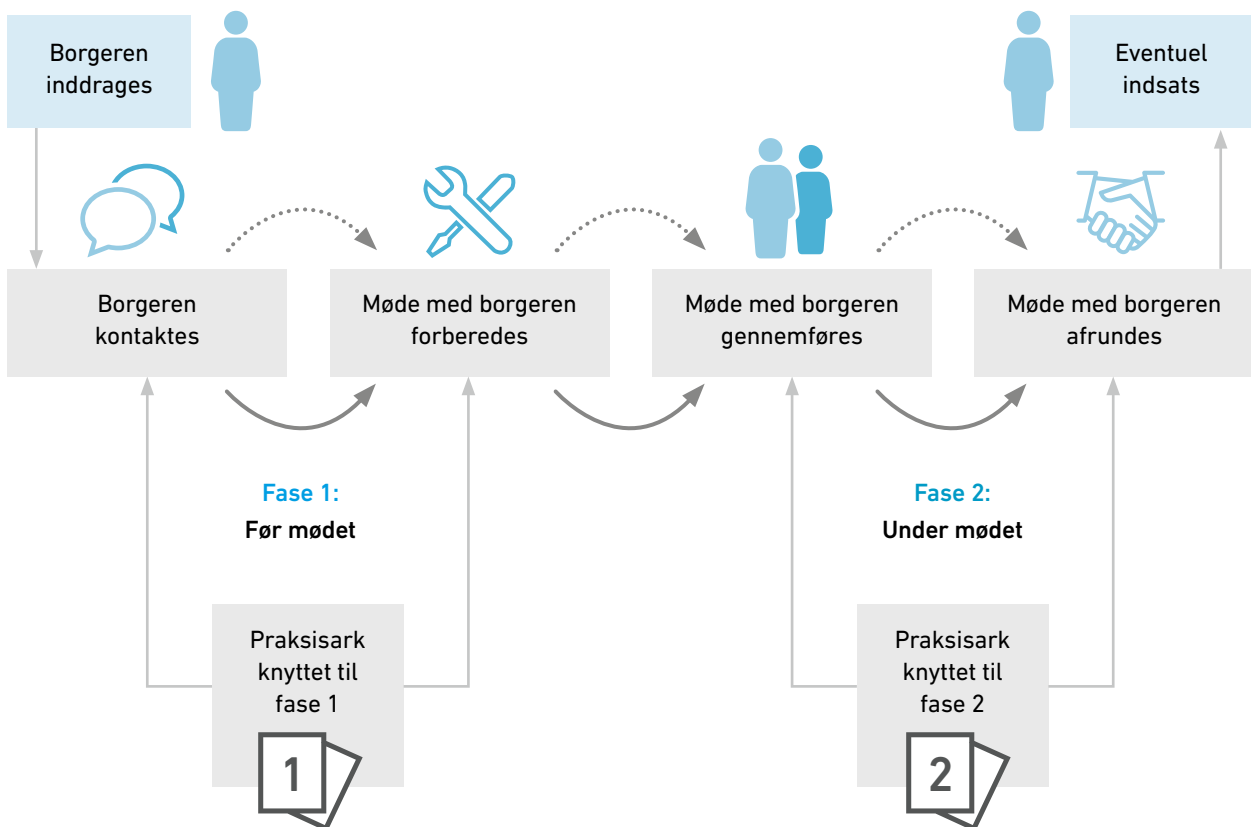 Borgeren
inddrages
Eventuel
indsats
Borgeren
kontaktes
Møde med borgeren
forberedes
Møde med borgeren
gennemføres
Møde med borgeren
afrundes
Fase 1:
Før mødet
Fase 2:
Under mødet
Praksisark
knyttet til
fase 1
1
Praksisark
knyttet til
fase 2
2